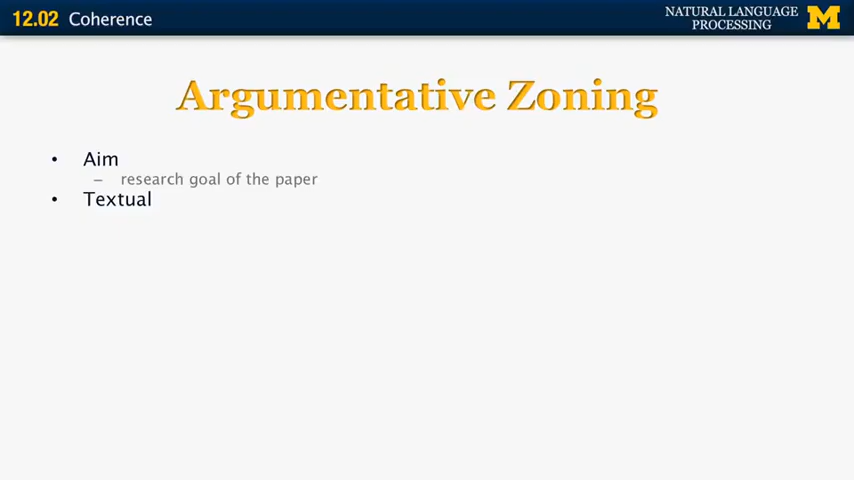 12.02 Coherence
NATURAL LANGUAGE
PROCESSING
M
Argumentative Zoning
• Aim
– research goal of the paper
• Textual